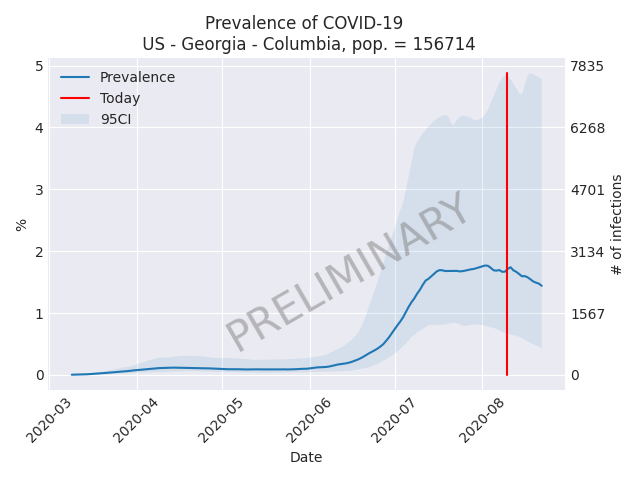 Prevalence of COVID-19
US - Georgia - Columbia, pop. = 156714
5
4
3
2
1
0
%
Prevalence
Today
95CI
PRELIMINARY
7835
6268
4701
3134
1567
0
# of infections
2020-03
2020-04
2020-05
2020-06
2020-07
2020-08
Date